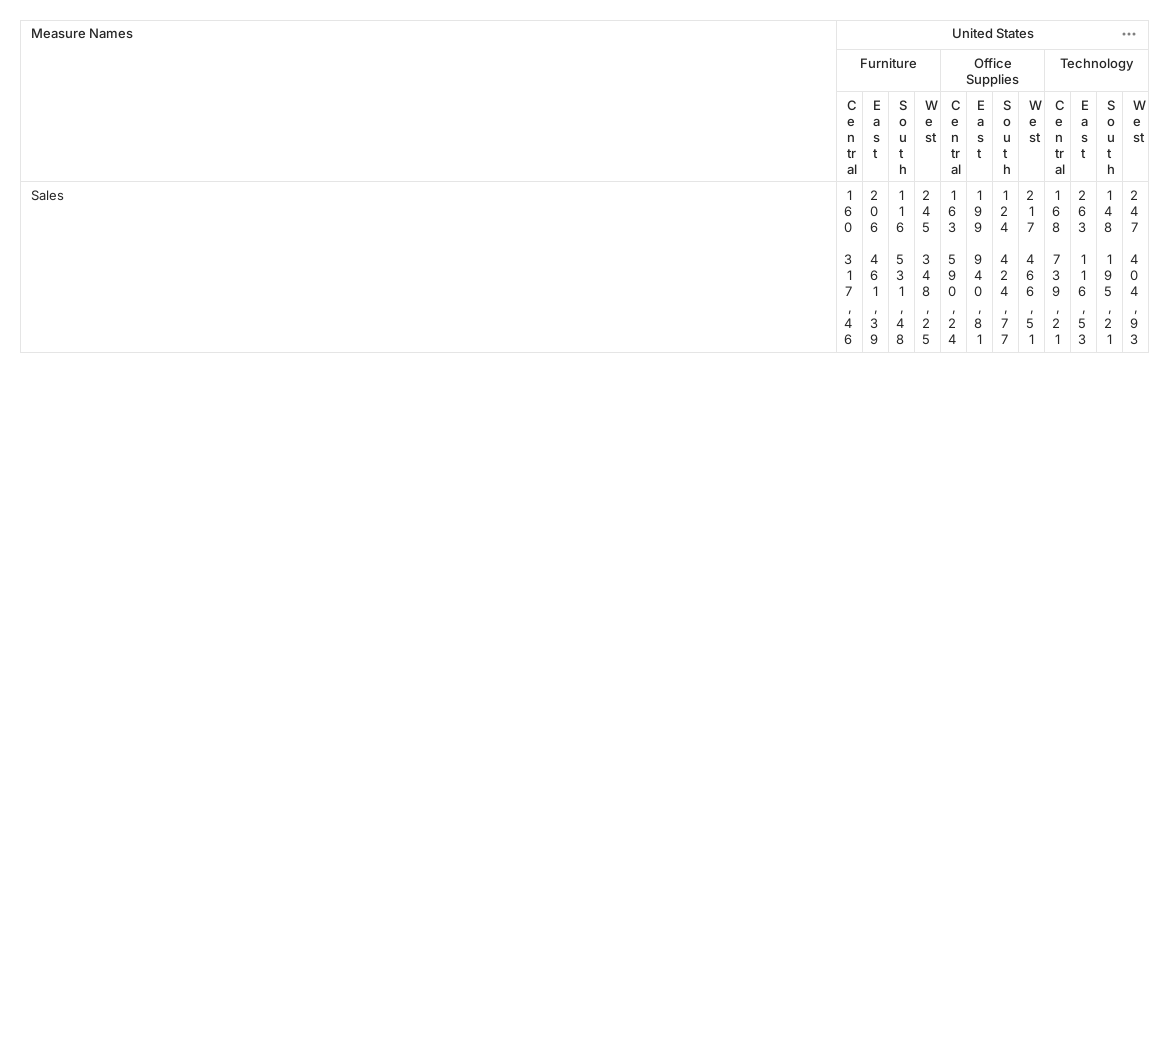 Measure Names
United States
Furniture
Office
Supplies
Technology
Central
East
South
West
Central
East
South
West
Central
East
South
West
Sales
160 317,46
206 461,39
116 531,48
245 348,25
163 590,24
199 940,81
124 424,77
217 466,51
168 739,21
263 116,53
148 195,21
247 404,93